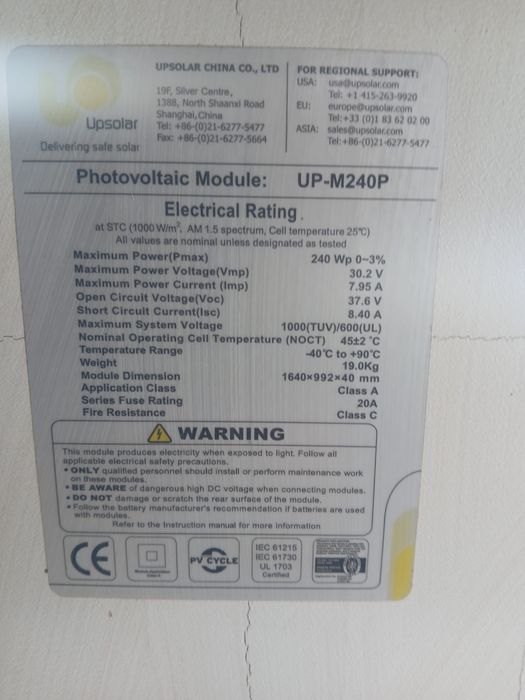 UPSOLAR CHINA CO., LTD
19F, Silver Centre,
1388, North Shaanxi Road
Shanghai,China
Tel: +86-(0)21-6277-5477
Fax: +86-(0)21-6277-5664
FOR REGIONAL SUPPORT:
USA: usa@upsolar.com
Tel: +1 415-263-9920
EU: europe@upsolar.com
Tel:+33 (0)1 83 62 02 00
ASIA: sales@upsolar.com
Tel:+86-(0)21-6277-5477
Upsolar
Delivering safe solar
Photovoltaic Module: UP-M240P
Electrical Rating
at STC (1000 W/m², AM 1.5 spectrum, Cell temperature 25℃)
All values are nominal unless designated as tested
Maximum Power(Pmax) 240 Wp 0~3%
Maximum Power Voltage(Vmp) 30.2 V
Maximum Power Current (Imp) 7.95 A
Open Circuit Voltage(Voc) 37.6 V
Short Circuit Current(Isc) 8.40 A
Maximum System Voltage 1000(TUV)/600(UL)
Nominal Operating Cell Temperature (NOCT) 45±2 °C
Temperature Range -40℃ to +90℃
Weight 19.0Kg
Module Dimension 1640×992×40 mm
Application Class Class A
Series Fuse Rating 20A
Fire Resistance Class C
WARNING
This module produces electricity when exposed to light. Follow all
applicable electrical safety precautions.
• ONLY qualified personnel should install or perform maintenance work
on these modules.
• BE AWARE of dangerous high DC voltage when connecting modules.
• DO NOT damage or scratch the rear surface of the module.
• Follow the battery manufacturer's recommendation if batteries are used
with modules.
Refer to the Instruction manual for more information
CE
PV CYCLE
IEC 61215
IEC 61730
UL 1703
Certified